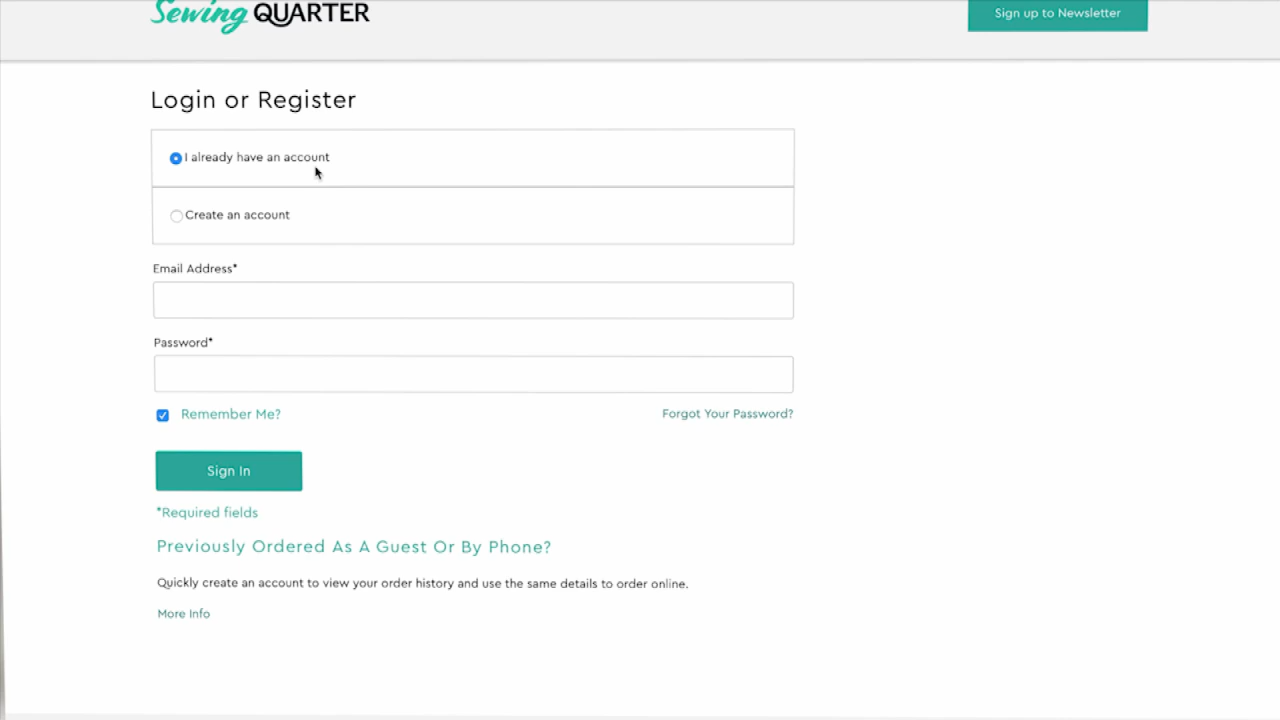 Sewing QUARTER
Sign up to Newsletter
Login or Register
I already have an account
Create an account
Email Address*
Password*
Remember Me?
Forgot Your Password?
Sign In
*Required fields
Previously Ordered As A Guest Or By Phone?
Quickly create an account to view your order history and use the same details to order online.
More Info